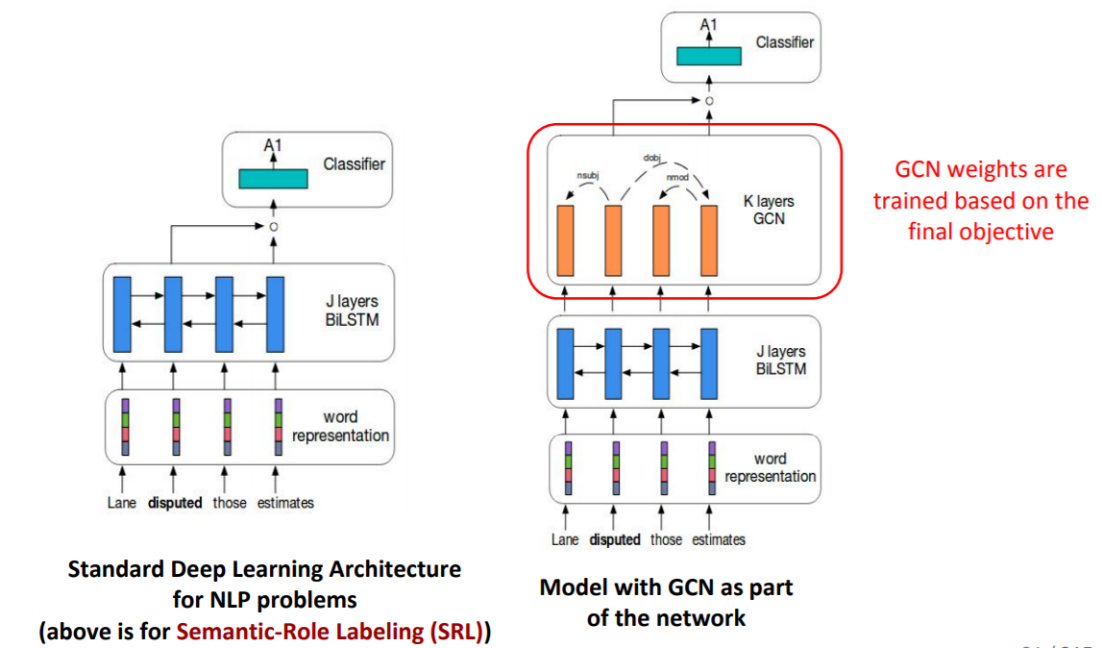 A1
Classifier
J layers
BiLSTM
word
representation
Lane disputed those estimates
Standard Deep Learning Architecture
for NLP problems
(above is for Semantic-Role Labeling (SRL))
A1
Classifier
nsubj
dobj
nmod
K layers
GCN
J layers
BiLSTM
word
representation
Lane disputed those estimates
Model with GCN as part
of the network
GCN weights are
trained based on the
final objective